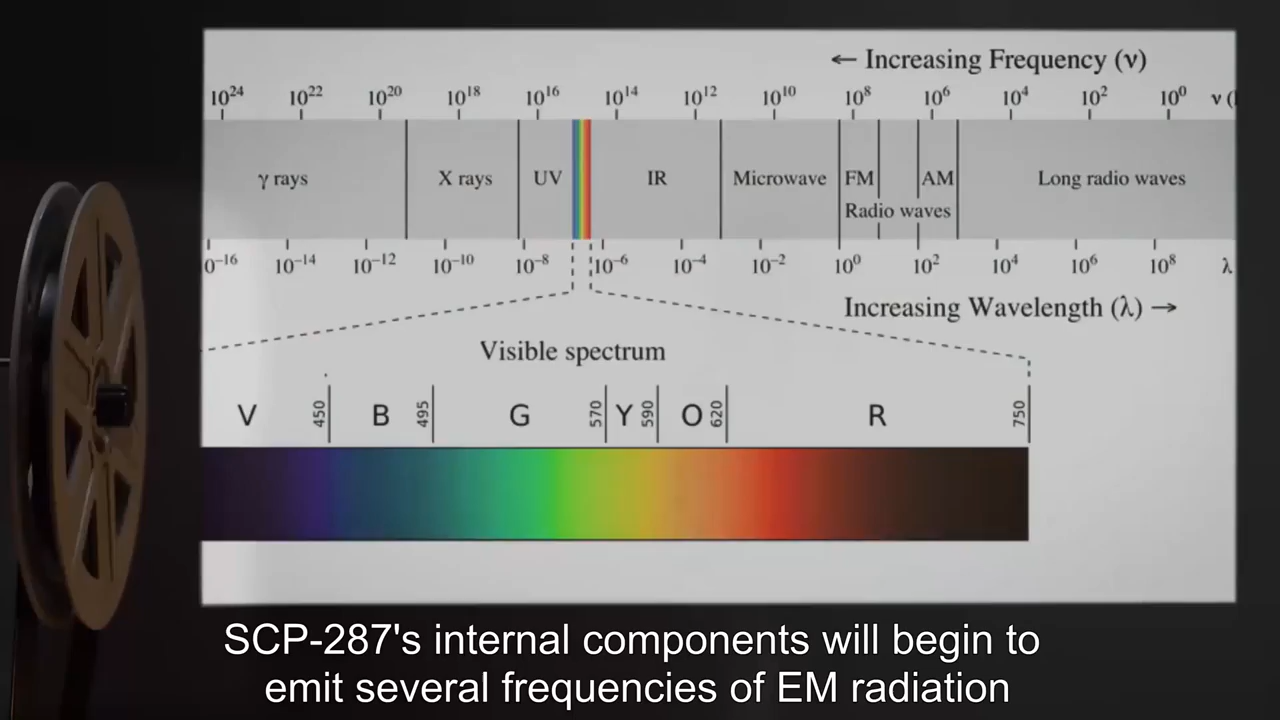 ← Increasing Frequency (ν)
10²⁴ 10²² 10²⁰ 10¹⁸ 10¹⁶ 10¹⁴ 10¹² 10¹⁰ 10⁸ 10⁶ 10⁴ 10² 10⁰ ν (
γ rays X rays UV IR Microwave FM AM Long radio waves
Radio waves
0⁻¹⁶ 10⁻¹⁴ 10⁻¹² 10⁻¹⁰ 10⁻⁸ 10⁻⁶ 10⁻⁴ 10⁻² 10⁰ 10² 10⁴ 10⁶ 10⁸ λ
Increasing Wavelength (λ) →
Visible spectrum
V 450 B 495 G 570 Y 590 O 620 R 750
SCP-287's internal components will begin to
emit several frequencies of EM radiation